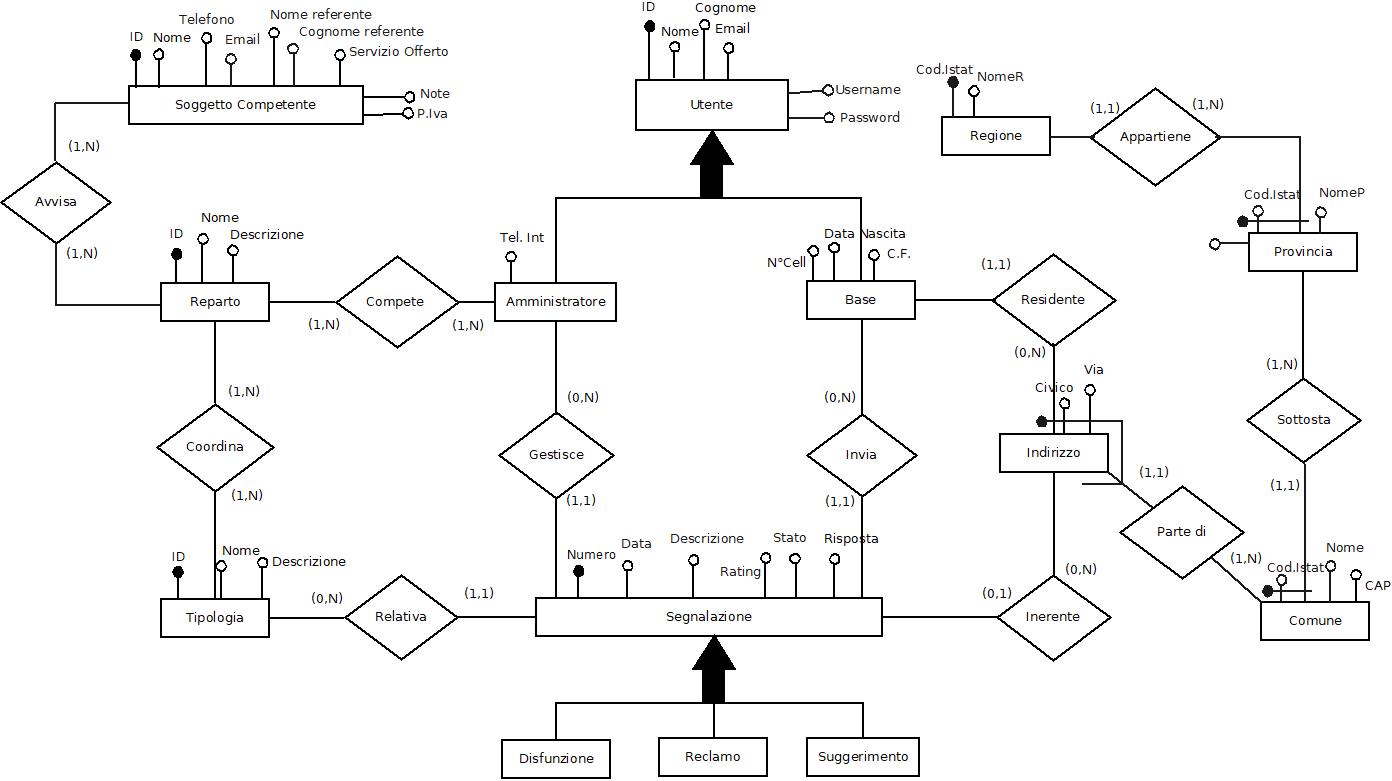 Nome referente
ID
Cognome
Telefono
Cognome referente
Nome
Email
ID
Nome
Email
Servizio Offerto
Cod.Istat
NomeR
Note
Username
Soggetto Competente
Utente
P.Iva
Password
(1,1)
(1,N)
Regione
Appartiene
(1,N)
Avvisa
Cod.Istat
NomeP
Nome
ID
Descrizione
Tel. Int
Data Nascita
(1,N)
N°Cell
C.F.
(1,1)
Provincia
Reparto
Compete
Amministratore
Base
Residente
(1,N)
(1,N)
(0,N)
(1,N)
Via
Civico
(1,N)
(0,N)
(0,N)
Sottosta
Coordina
Gestisce
Invia
Indirizzo
(1,1)
(1,N)
(1,1)
(1,1)
(1,1)
Parte di
Numero
Data
Descrizione
Stato
Risposta
ID
Nome
Descrizione
Rating
(0,N)
(1,N)
Cod.Istat
Nome
CAP
(0,N)
(1,1)
(0,1)
Tipologia
Relativa
Segnalazione
Inerente
Comune
Disfunzione
Reclamo
Suggerimento